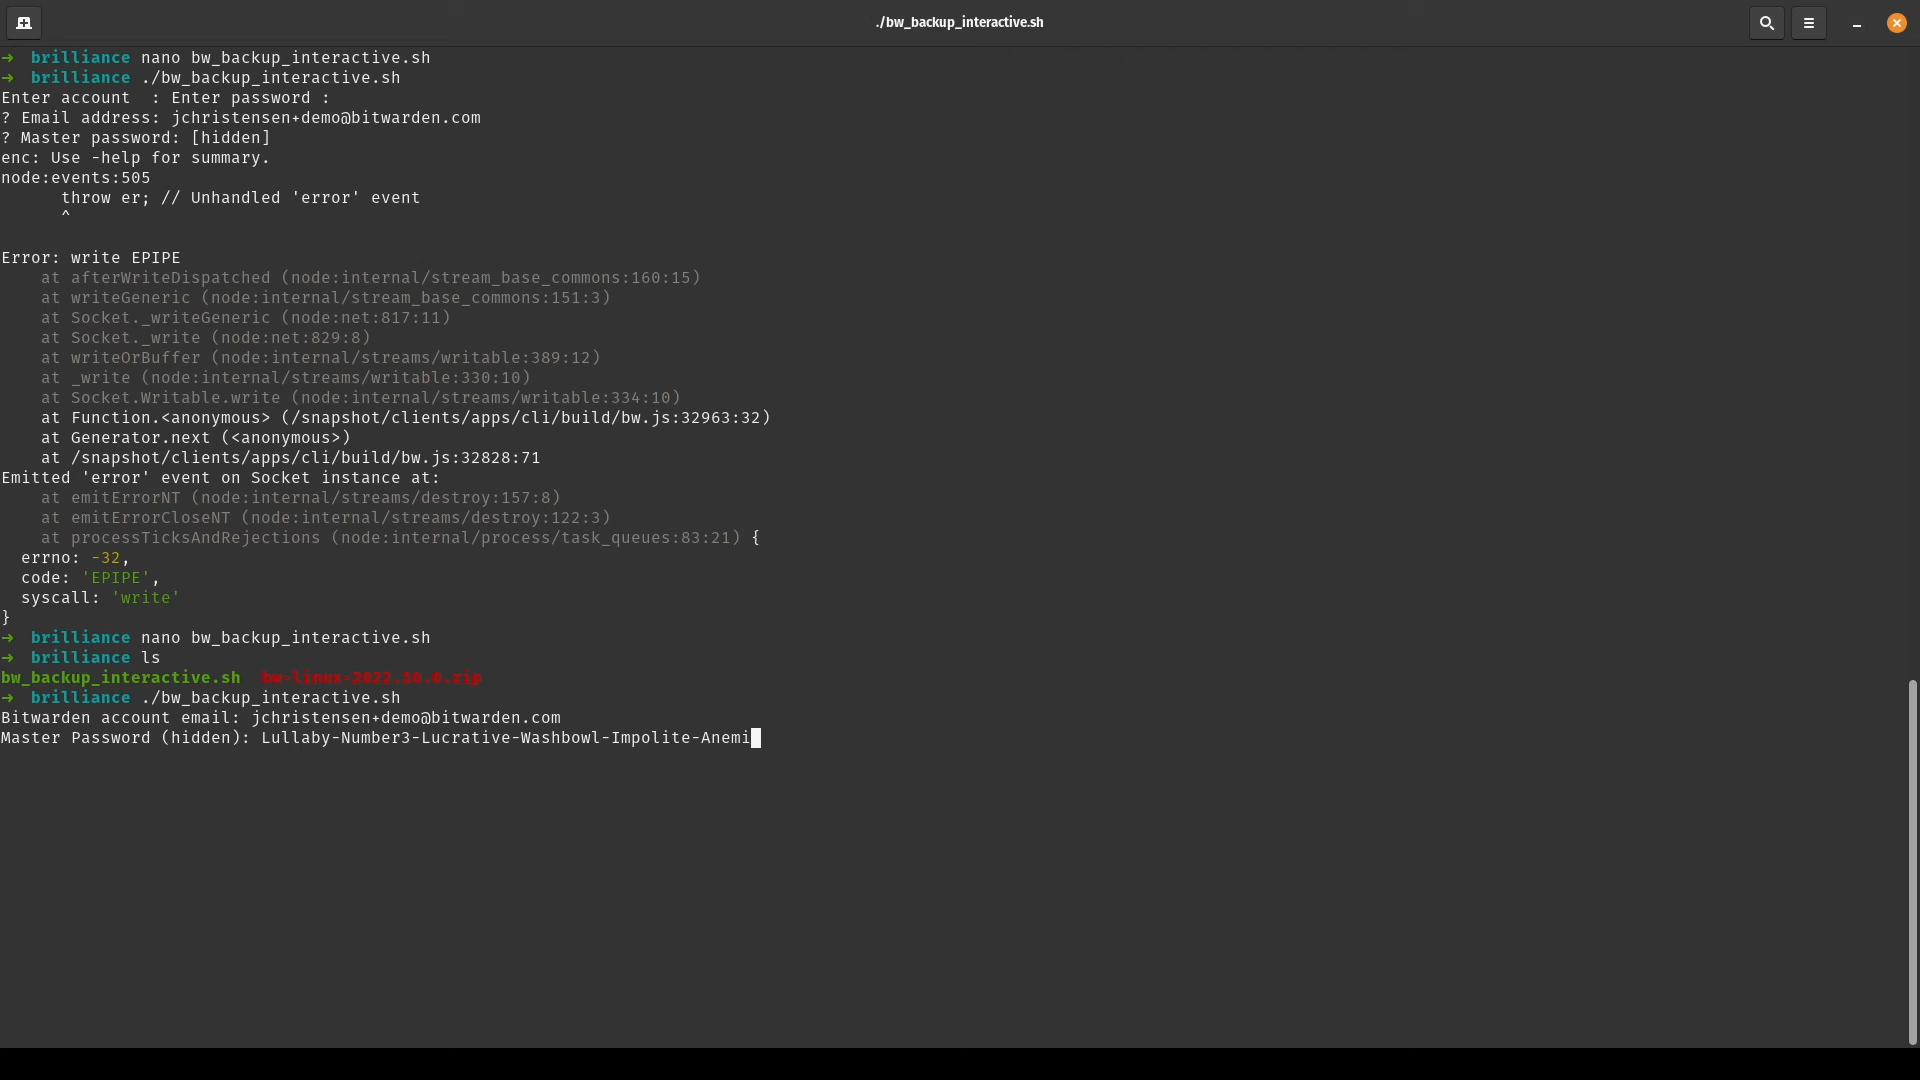 ./bw_backup_interactive.sh
→ brilliance nano bw_backup_interactive.sh
→ brilliance ./bw_backup_interactive.sh
Enter account  : Enter password :
? Email address: jchristensen+demo@bitwarden.com
? Master password: [hidden]
enc: Use -help for summary.
node:events:505
      throw er; // Unhandled 'error' event
      ^
Error: write EPIPE
    at afterWriteDispatched (node:internal/stream_base_commons:160:15)
    at writeGeneric (node:internal/stream_base_commons:151:3)
    at Socket._writeGeneric (node:net:817:11)
    at Socket._write (node:net:829:8)
    at writeOrBuffer (node:internal/streams/writable:389:12)
    at _write (node:internal/streams/writable:330:10)
    at Socket.Writable.write (node:internal/streams/writable:334:10)
    at Function.<anonymous> (/snapshot/clients/apps/cli/build/bw.js:32963:32)
    at Generator.next (<anonymous>)
    at /snapshot/clients/apps/cli/build/bw.js:32828:71
Emitted 'error' event on Socket instance at:
    at emitErrorNT (node:internal/streams/destroy:157:8)
    at emitErrorCloseNT (node:internal/streams/destroy:122:3)
    at processTicksAndRejections (node:internal/process/task_queues:83:21) {
  errno: -32,
  code: 'EPIPE',
  syscall: 'write'
}
→ brilliance nano bw_backup_interactive.sh
→ brilliance ls
bw_backup_interactive.sh  bw-linux-2022.10.0.zip
→ brilliance ./bw_backup_interactive.sh
Bitwarden account email: jchristensen+demo@bitwarden.com
Master Password (hidden): Lullaby-Number3-Lucrative-Washbowl-Impolite-Anemi